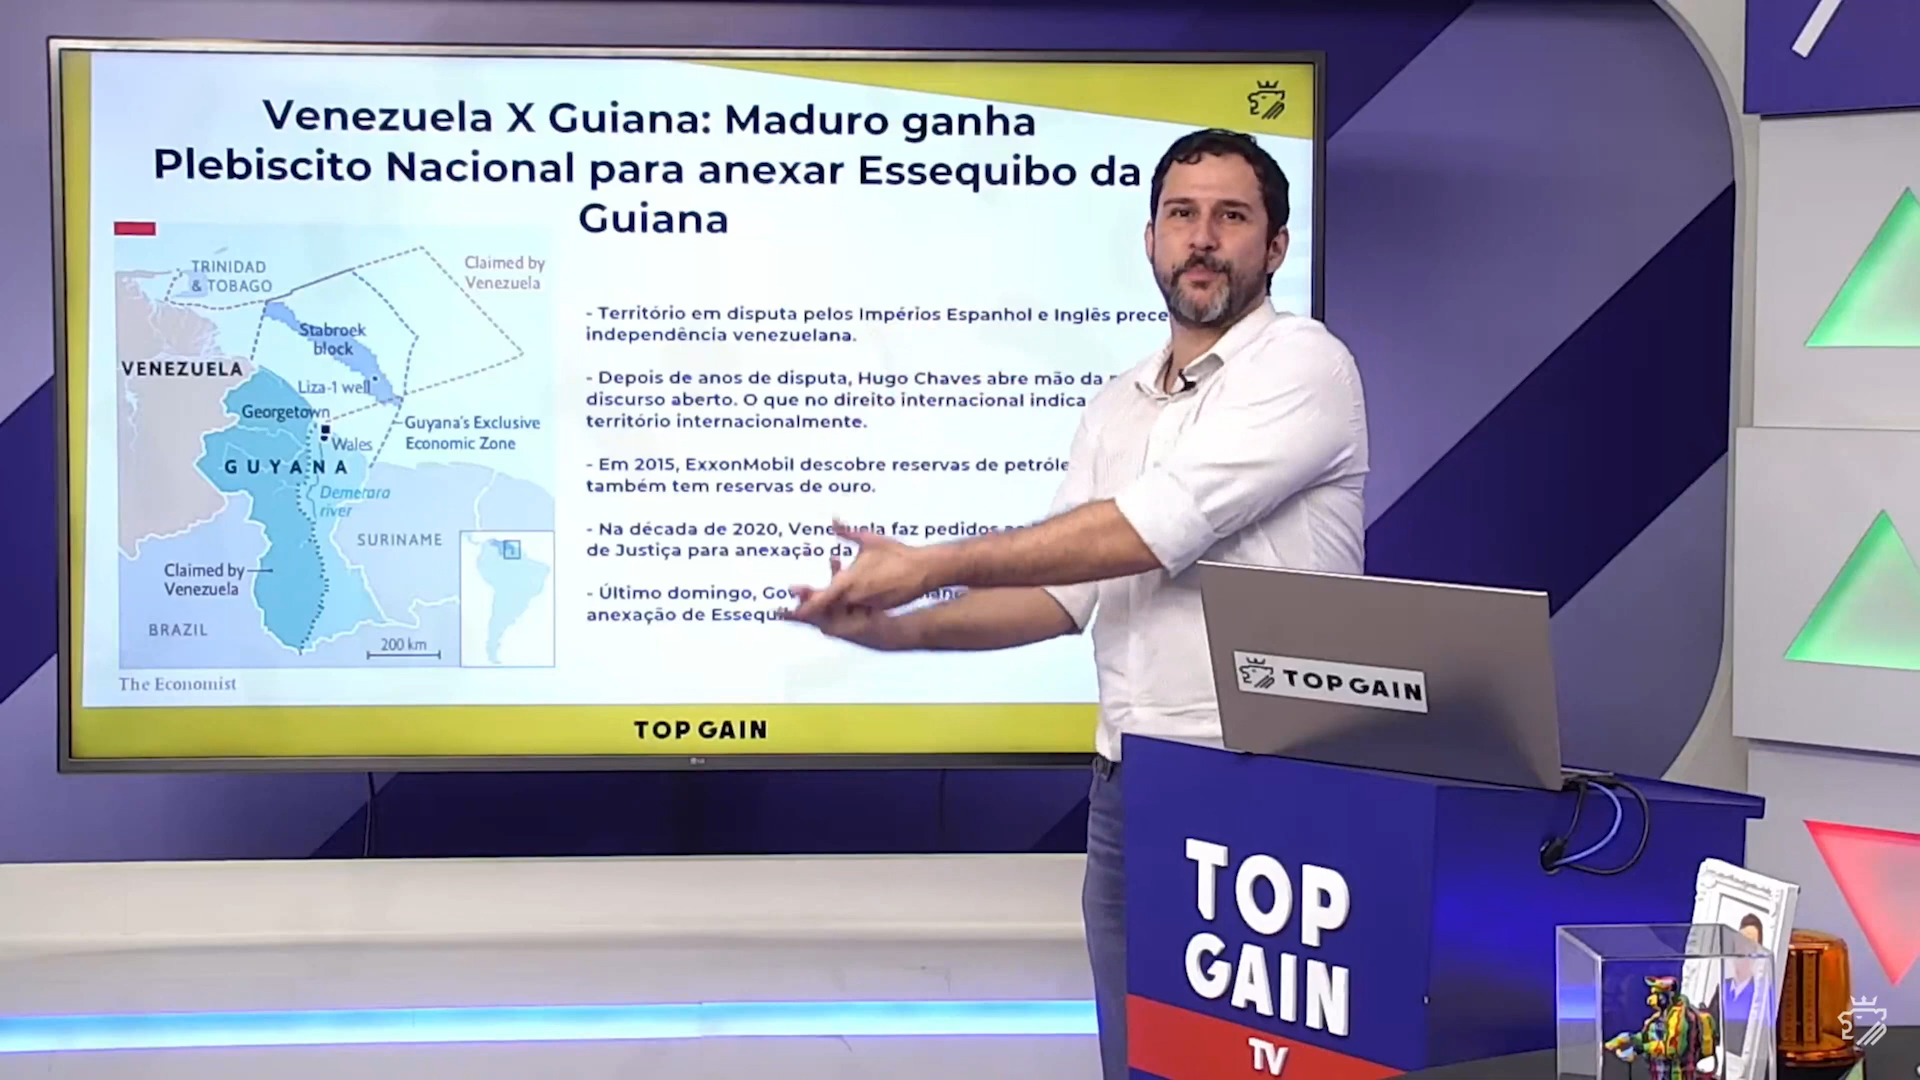 Venezuela X Guiana: Maduro ganha
Plebiscito Nacional para anexar Essequibo da
Guiana
TRINIDAD
& TOBAGO
Claimed by
Venezuela
Stabroek
block
VENEZUELA
Liza-1 well
Georgetown
Guyana's Exclusive
Economic Zone
Wales
GUYANA
Demerara
river
SURINAME
Claimed by
Venezuela
BRAZIL
200 km
The Economist
- Território em disputa pelos Impérios Espanhol e Inglês
independência venezuelana.
- Depois de anos de disputa, Hugo Chaves abre mão da
discurso aberto. O que no direito internacional indica
território internacionalmente.
- Em 2015, ExxonMobil descobre reservas de
também tem reservas de ouro.
- Na década de 2020, Venezuela faz pedidos
de Justiça para anexação da
- Último domingo,
anexação de
TOP GAIN
LG
TOP GAIN
TOP
GAIN
TV